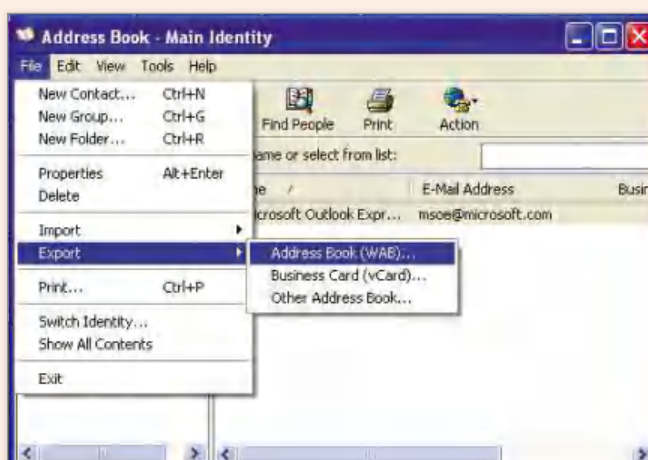 Address Book - Main Identity
File Edit View Tools Help
New Contact... Ctrl+N
New Group... Ctrl+G
New Folder... Ctrl+R
Properties Alt+Enter
Delete
Import
Export
Print... Ctrl+P
Switch Identity...
Show All Contents
Exit
Find People Print Action
name or select from list:
E-Mail Address Busin
icrosoft Outlook Expr... msoe@microsoft.com
Address Book (WAB)...
Business Card (vCard)...
Other Address Book...